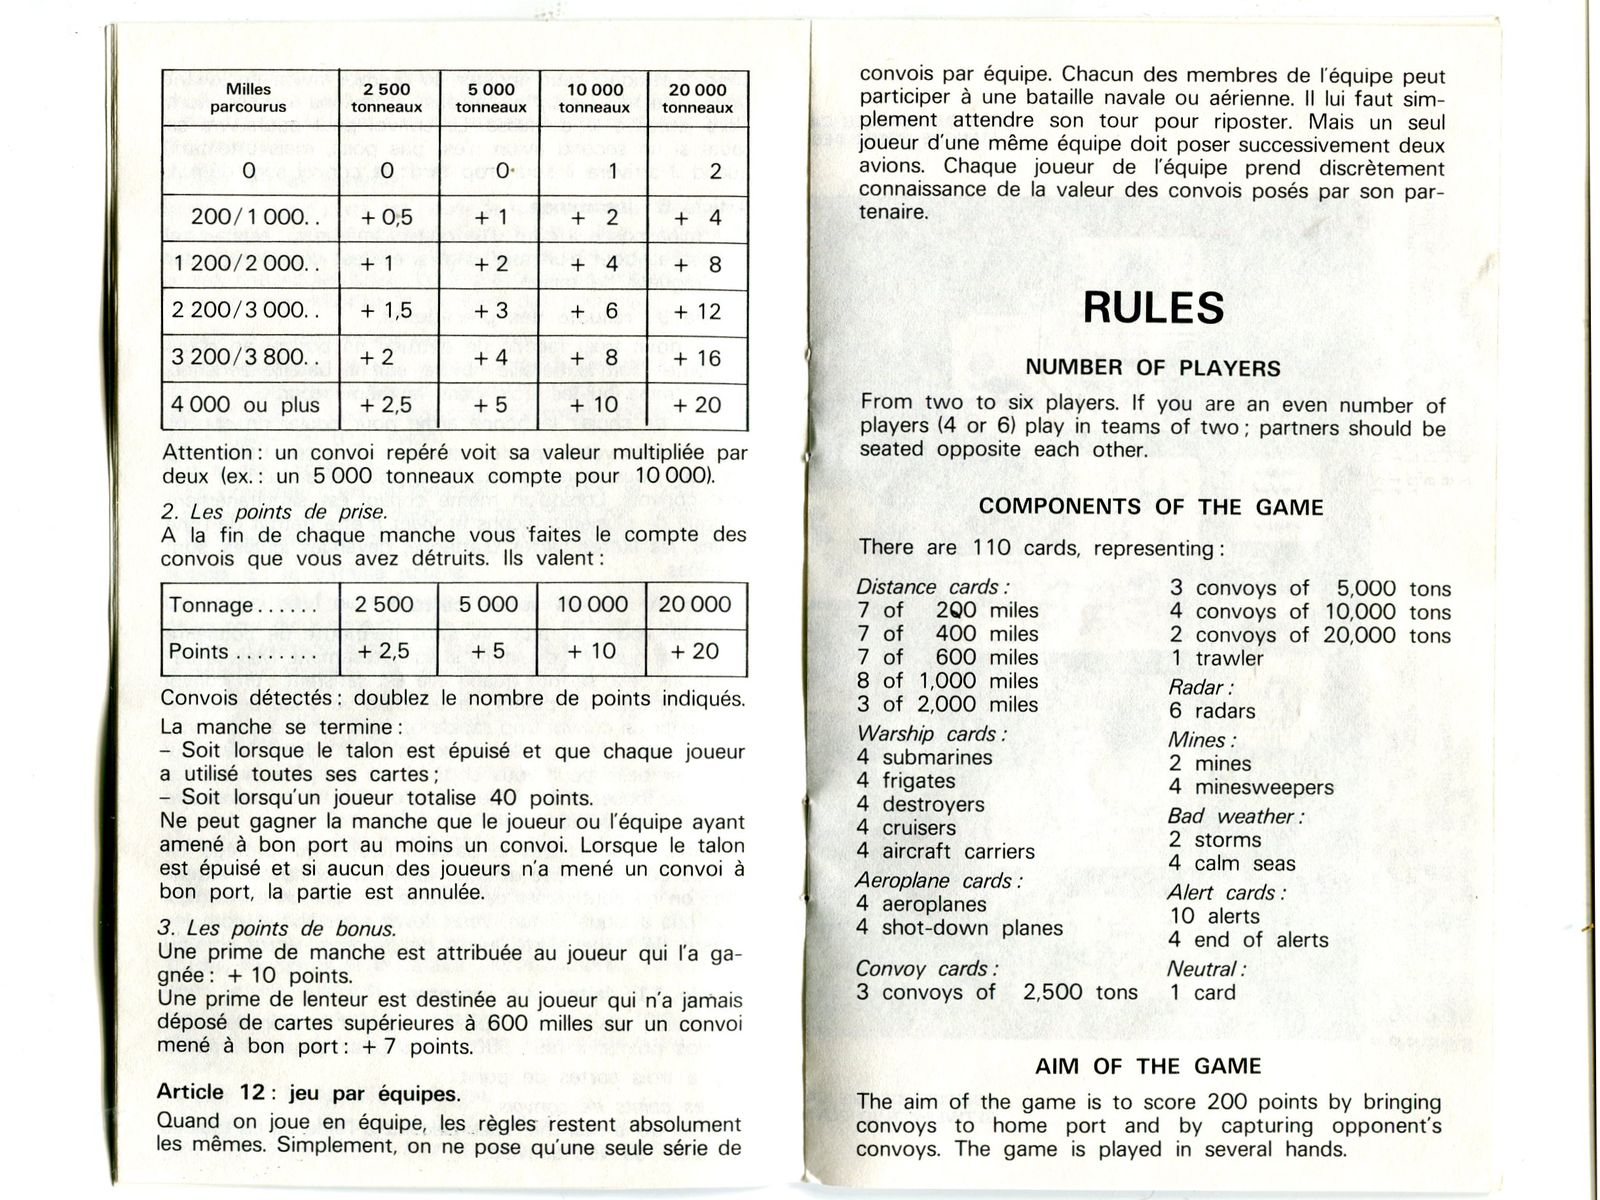 Milles parcourus 2 500 tonneaux 5 000 tonneaux 10 000 tonneaux 20 000 tonneaux
0 0 0 1 2
200/1 000.. + 0,5 + 1 + 2 + 4
1 200/2 000.. + 1 + 2 + 4 + 8
2 200/3 000.. + 1,5 + 3 + 6 + 12
3 200/3 800.. + 2 + 4 + 8 + 16
4 000 ou plus + 2,5 + 5 + 10 + 20
Attention : un convoi repéré voit sa valeur multipliée par
deux (ex. : un 5 000 tonneaux compte pour 10 000).
2. Les points de prise.
A la fin de chaque manche vous faites le compte des
convois que vous avez détruits. Ils valent :
Tonnage....... 2 500 5 000 10 000 20 000
Points ........ + 2,5 + 5 + 10 + 20
Convois détectés : doublez le nombre de points indiqués.
La manche se termine :
– Soit lorsque le talon est épuisé et que chaque joueur
a utilisé toutes ses cartes ;
– Soit lorsqu'un joueur totalise 40 points.
Ne peut gagner la manche que le joueur ou l'équipe ayant
amené à bon port au moins un convoi. Lorsque le talon
est épuisé et si aucun des joueurs n'a mené un convoi à
bon port, la partie est annulée.
3. Les points de bonus.
Une prime de manche est attribuée au joueur qui l'a ga-
gnée : + 10 points.
Une prime de lenteur est destinée au joueur qui n'a jamais
déposé de cartes supérieures à 600 milles sur un convoi
mené à bon port : + 7 points.
Article 12 : jeu par équipes.
Quand on joue en équipe, les règles restent absolument
les mêmes. Simplement, on ne pose qu'une seule série de
convois par équipe. Chacun des membres de l'équipe peut
participer à une bataille navale ou aérienne. Il lui faut sim-
plement attendre son tour pour riposter. Mais un seul
joueur d'une même équipe doit poser successivement deux
avions. Chaque joueur de l'équipe prend discrètement
connaissance de la valeur des convois posés par son par-
tenaire.
RULES
NUMBER OF PLAYERS
From two to six players. If you are an even number of
players (4 or 6) play in teams of two ; partners should be
seated opposite each other.
COMPONENTS OF THE GAME
There are 110 cards, representing :
Distance cards :
7 of 200 miles
7 of 400 miles
7 of 600 miles
8 of 1,000 miles
3 of 2,000 miles
Warship cards :
4 submarines
4 frigates
4 destroyers
4 cruisers
4 aircraft carriers
Aeroplane cards :
4 aeroplanes
4 shot-down planes
Convoy cards :
3 convoys of 2,500 tons
3 convoys of 5,000 tons
4 convoys of 10,000 tons
2 convoys of 20,000 tons
1 trawler
Radar :
6 radars
Mines :
2 mines
4 minesweepers
Bad weather :
2 storms
4 calm seas
Alert cards :
10 alerts
4 end of alerts
Neutral :
1 card
AIM OF THE GAME
The aim of the game is to score 200 points by bringing
convoys to home port and by capturing opponent's
convoys. The game is played in several hands.